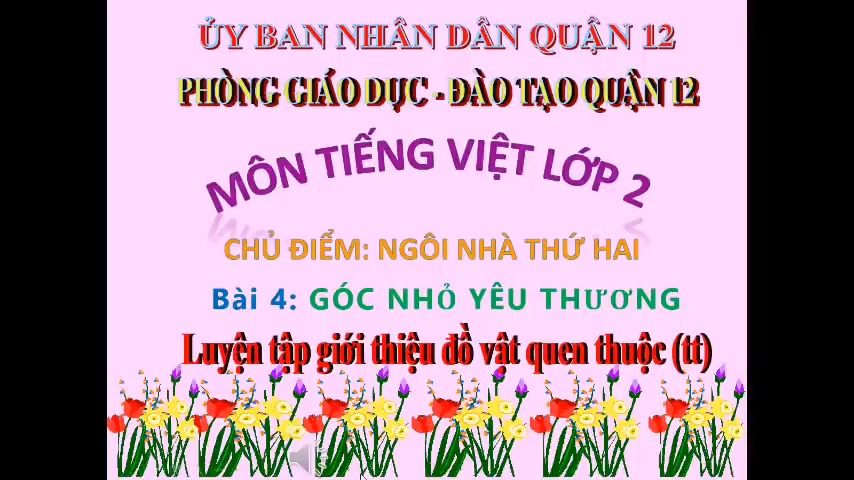 ỦY BAN NHÂN DÂN QUẬN 12
PHÒNG GIÁO DỤC - ĐÀO TẠO QUẬN 12
MÔN TIẾNG VIỆT LỚP 2
CHỦ ĐIỂM: NGÔI NHÀ THỨ HAI
Bài 4: GÓC NHỎ YÊU THƯƠNG
Luyện tập giới thiệu đồ vật quen thuộc (tt)